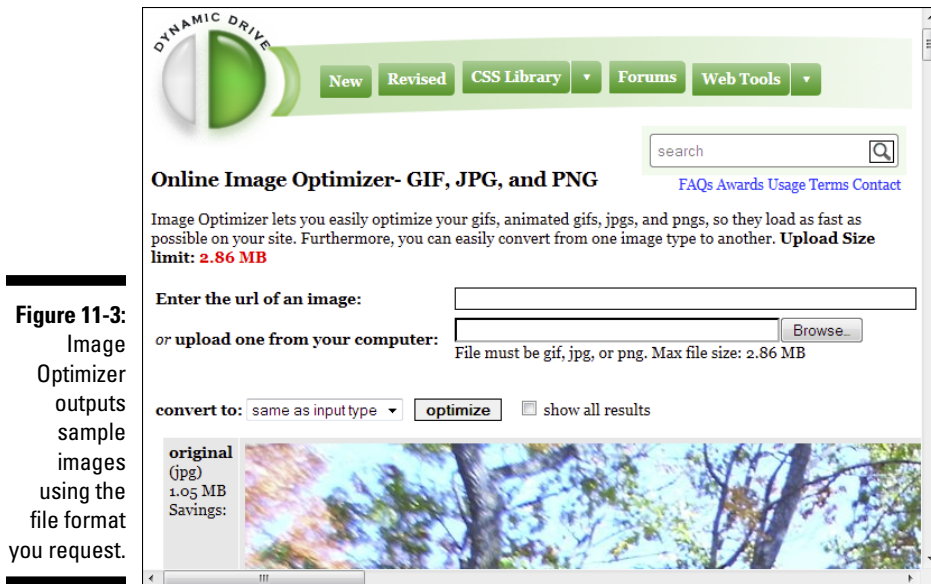 DYNAMIC DRIVE
New Revised CSS Library Forums Web Tools
search
FAQs Awards Usage Terms Contact
Online Image Optimizer- GIF, JPG, and PNG
Image Optimizer lets you easily optimize your gifs, animated gifs, jpgs, and pngs, so they load as fast as
possible on your site. Furthermore, you can easily convert from one image type to another. Upload Size
limit: 2.86 MB
Enter the url of an image:
or upload one from your computer: Browse...
File must be gif, jpg, or png. Max file size: 2.86 MB
convert to: same as input type optimize show all results
original
(jpg)
1.05 MB
Savings:
Figure 11-3:
Image
Optimizer
outputs
sample
images
using the
file format
you request.